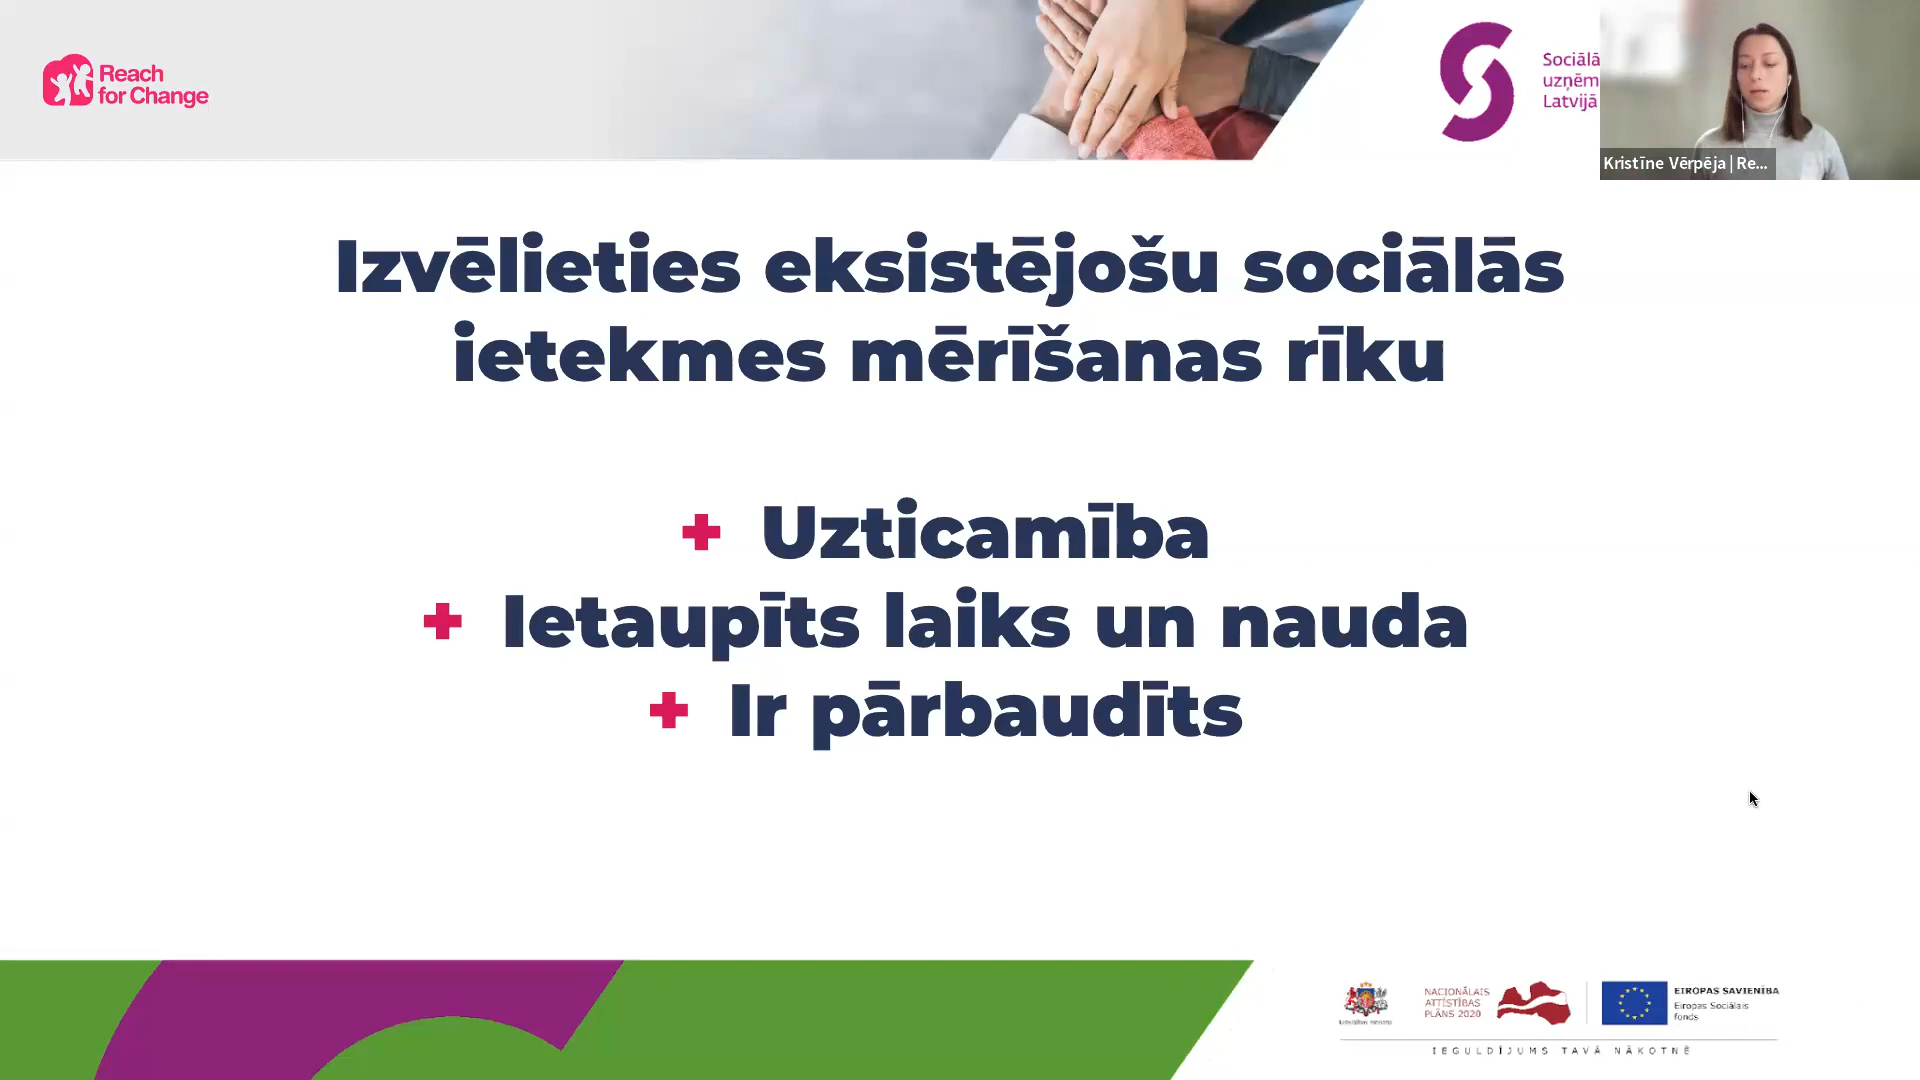 Reach
for Change
Sociālā
uzņēm
Latvijā
Kristīne Vērpēja | Re...
Izvēlieties eksistējošu sociālās
ietekmes mērīšanas rīku
+ Uzticamība
+ Ietaupīts laiks un nauda
+ Ir pārbaudīts
NACIONĀLAIS
ATTĪSTĪBAS
PLĀNS 2020
EIROPAS SAVIENĪBA
Eiropas Sociālais
fonds
IEGULDĪJUMS TAVĀ NĀKOTNĒ